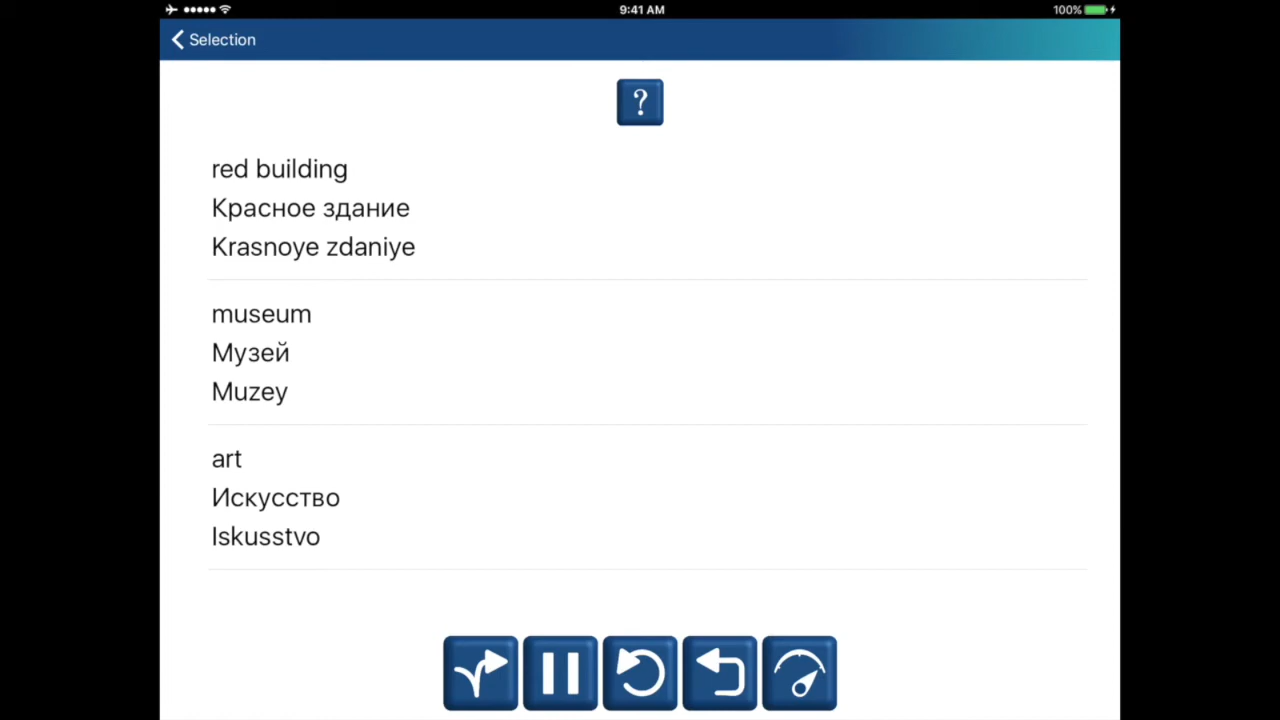 9:41 AM
100%
Selection
?
red building
Красное здание
Krasnoye zdaniye
museum
Музей
Muzey
art
Искусство
Iskusstvo